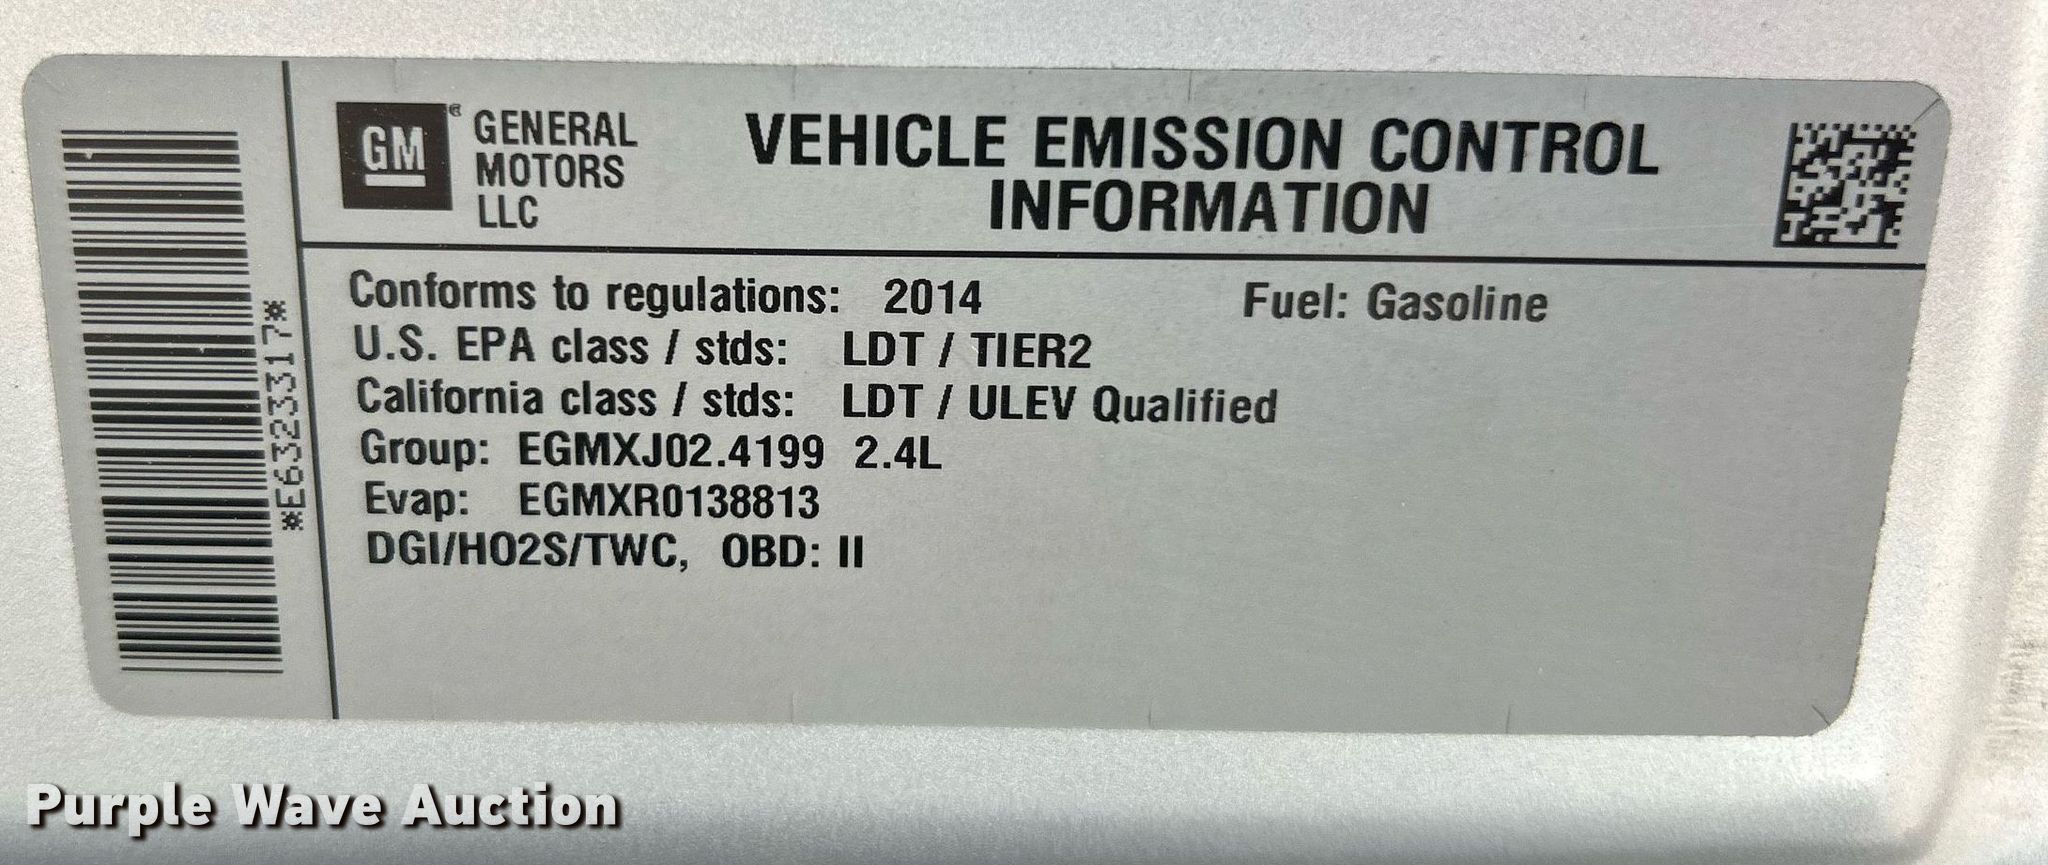 GM
®
GENERAL
MOTORS
LLC
VEHICLE EMISSION CONTROL
INFORMATION
*E63233317*
Conforms to regulations: 2014 Fuel: Gasoline
U.S. EPA class / stds: LDT / TIER2
California class / stds: LDT / ULEV Qualified
Group: EGMXJ02.4199 2.4L
Evap: EGMXR0138813
DGI/HO2S/TWC, OBD: II
Purple Wave Auction